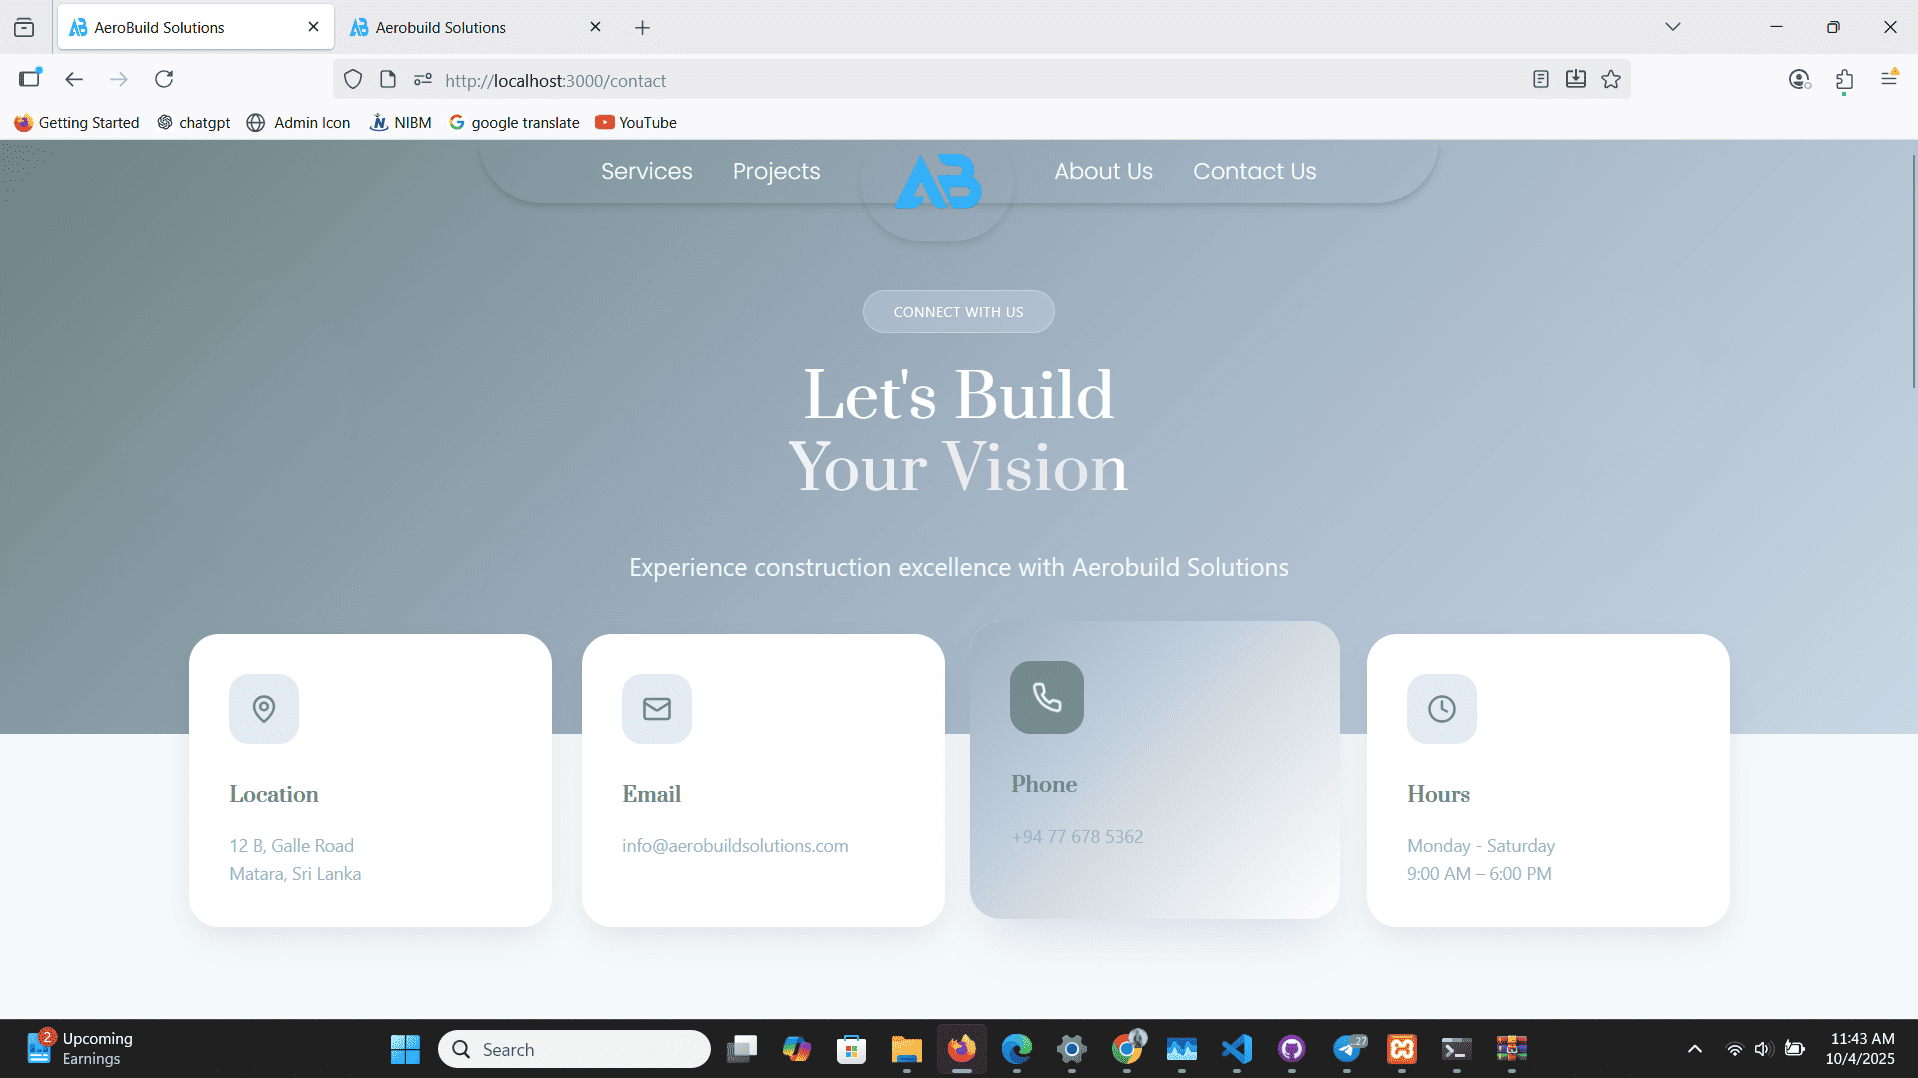 AeroBuild Solutions
Aerobuild Solutions
http://localhost:3000/contact
Getting Started
chatgpt
Admin Icon
NIBM
google translate
YouTube
Services
Projects
AB
About Us
Contact Us
CONNECT WITH US
Let's Build
Your Vision
Experience construction excellence with Aerobuild Solutions
Location
12 B, Galle Road
Matara, Sri Lanka
Email
info@aerobuildsolutions.com
Phone
+94 77 678 5362
Hours
Monday - Saturday
9:00 AM – 6:00 PM
2
Upcoming
Earnings
Search
27
11:43 AM
10/4/2025